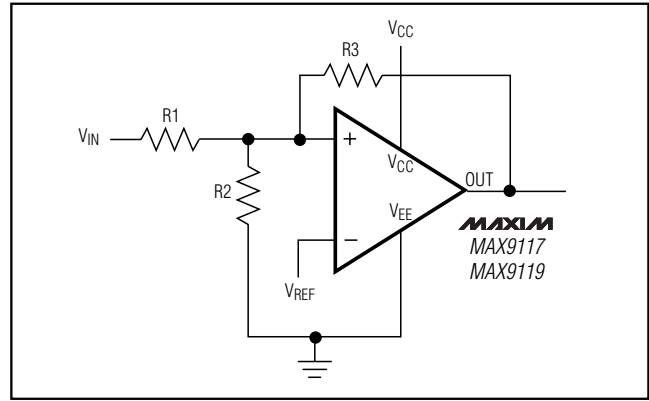 VCC
R3
R1
VIN
+
VCC
R2
OUT
VEE
MAXIM
−
MAX9117
VREF
MAX9119